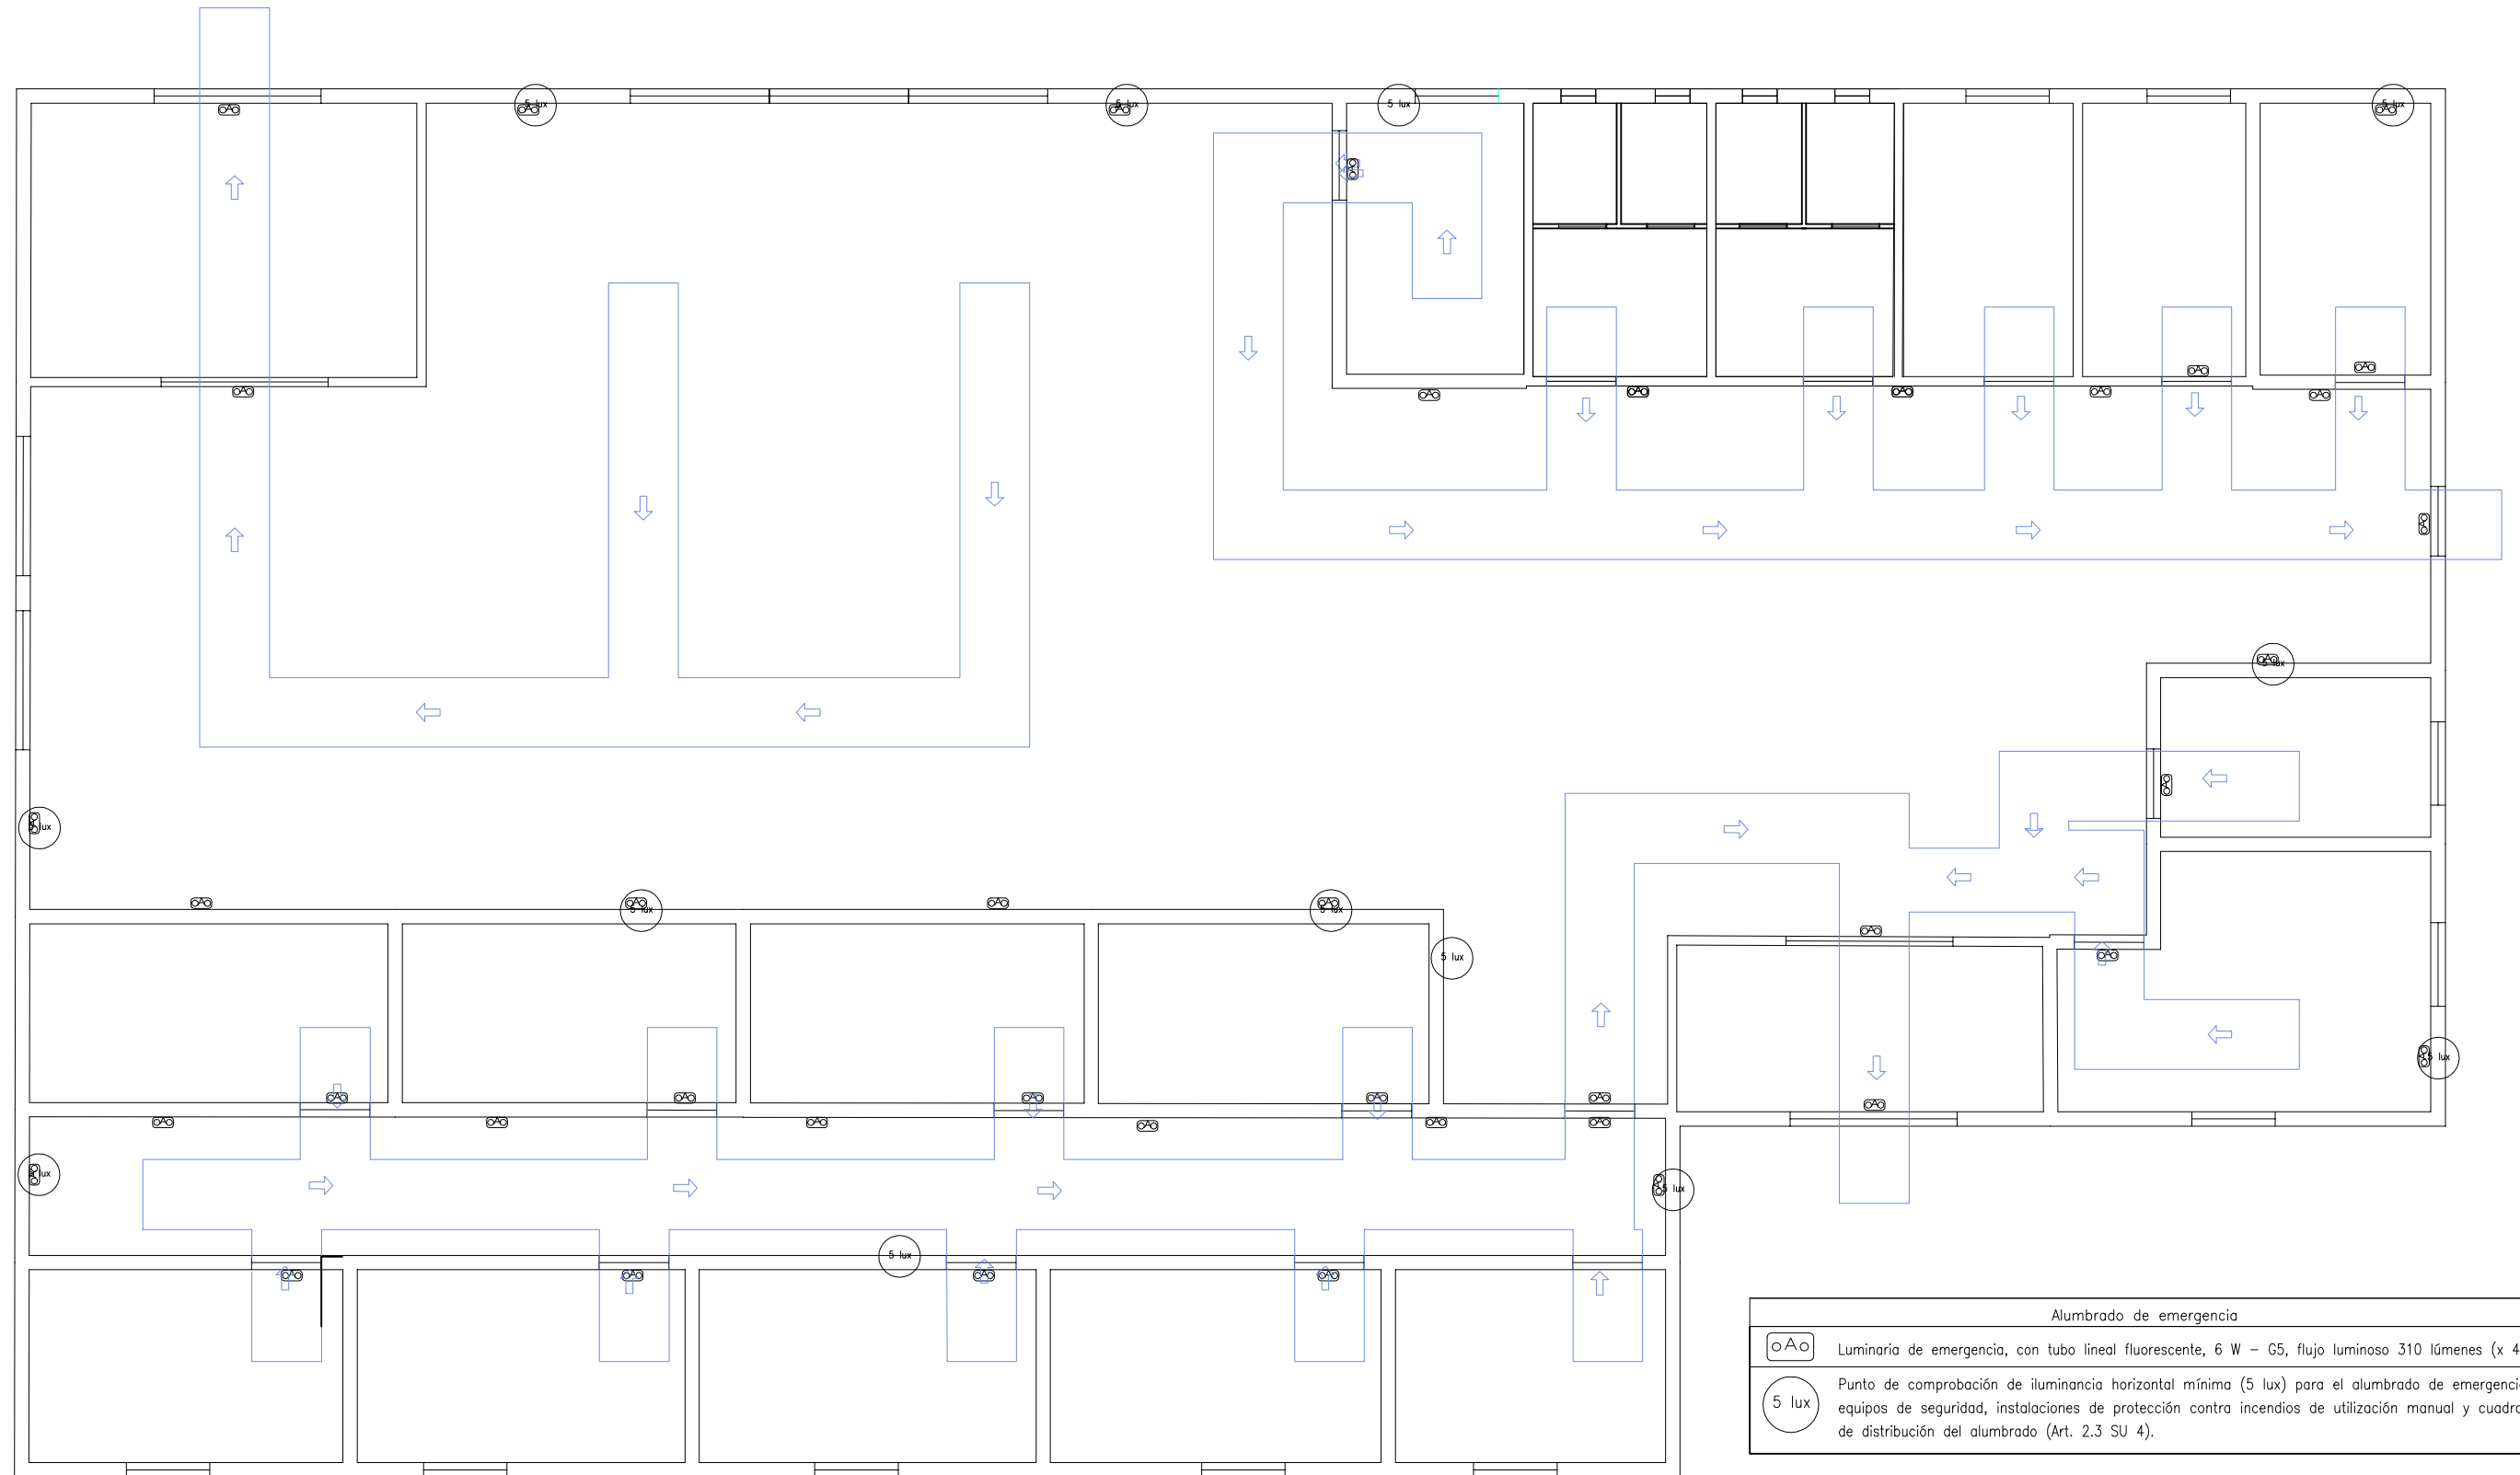 5 lux
5 lux
5 lux
5 lux
5 lux
5 lux
5 lux
5 lux
5 lux
5 lux
5 lux
5 lux
5 lux
Alumbrado de emergencia
A Luminaria de emergencia, con tubo lineal fluorescente, 6 W – G5, flujo luminoso 310 lúmenes (x 4
5 lux
Punto de comprobación de iluminancia horizontal mínima (5 lux) para el alumbrado de emergenci
equipos de seguridad, instalaciones de protección contra incendios de utilización manual y cuadr
de distribución del alumbrado (Art. 2.3 SU 4).